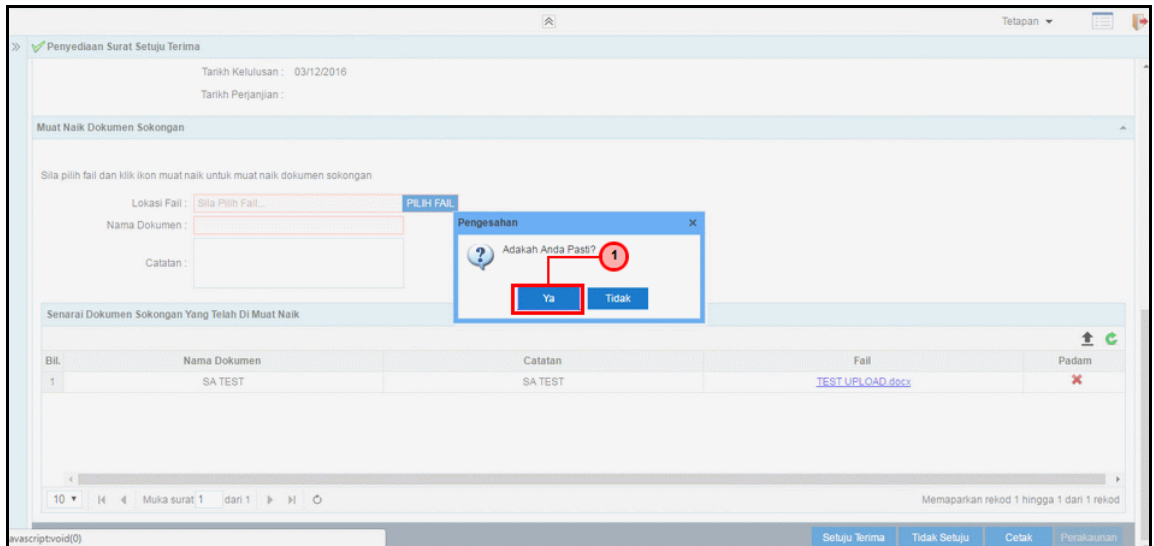 Tetapan
Penyediaan Surat Setuju Terima
Tarikh Kelulusan : 03/12/2016
Tarikh Perjanjian :
Muat Naik Dokumen Sokongan
Sila pilih fail dan klik ikon muat naik untuk muat naik dokumen sokongan
Lokasi Fail : Sila Pilih Fail... PILIH FAIL
Nama Dokumen :
Catatan :
Pengesahan
Adakah Anda Pasti? 1
Ya Tidak
Senarai Dokumen Sokongan Yang Telah Di Muat Naik
Bil. Nama Dokumen Catatan Fail Padam
1 SA TEST SA TEST TEST UPLOAD.docx
10 Muka surat 1 dari 1 Memaparkan rekod 1 hingga 1 dari 1 rekod
avascript:void(0) Setuju Terima Tidak Setuju Cetak Perakaunan